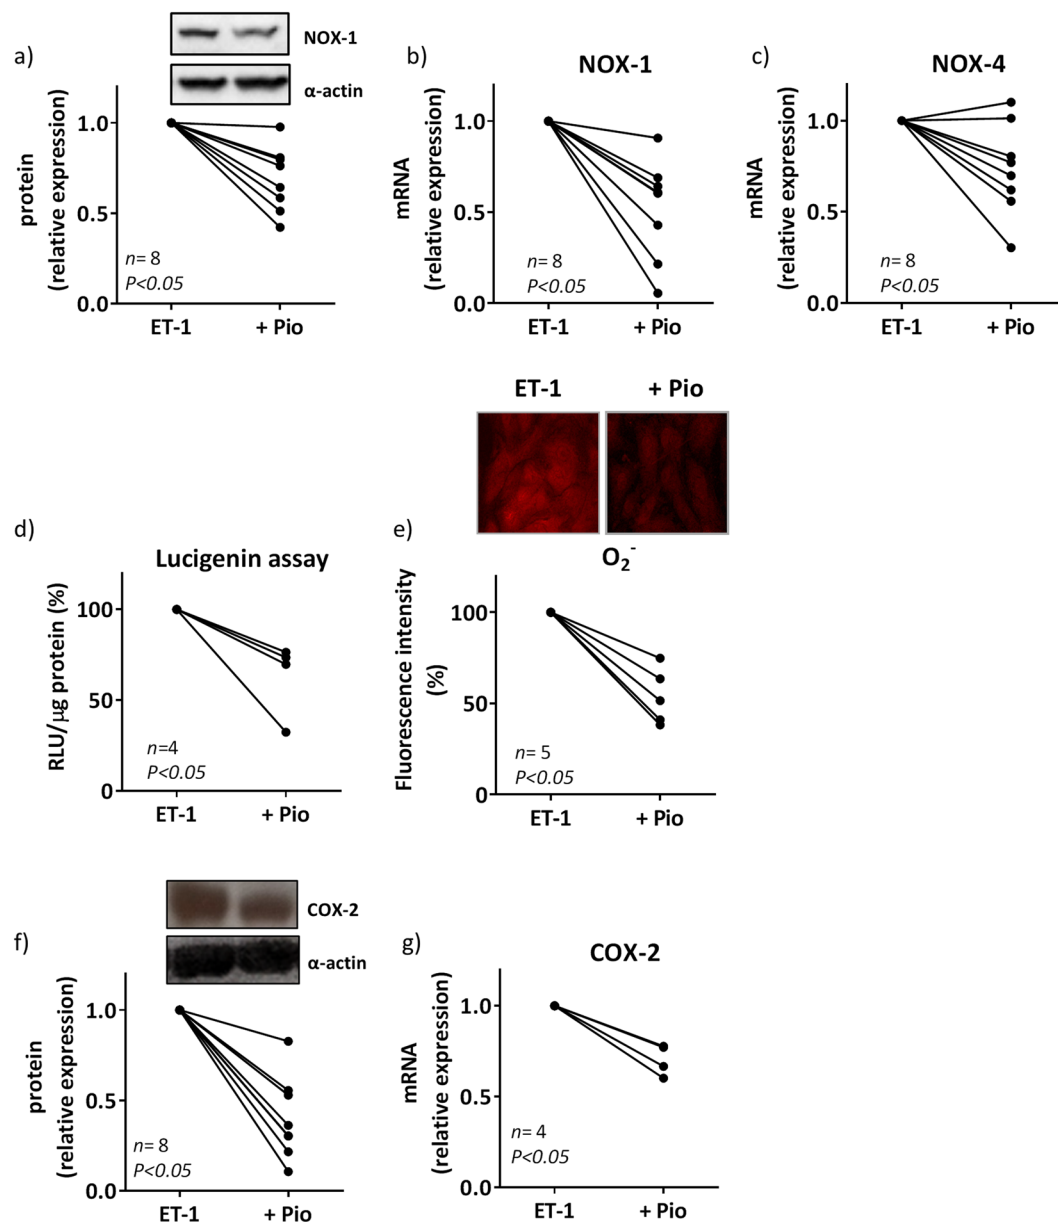 a)
NOX-1
α-actin
1.0
0.5
0.0
protein
(relative expression)
n= 8
P<0.05
ET-1
+ Pio
b)
NOX-1
1.0
0.5
0.0
mRNA
(relative expression)
n= 8
P<0.05
ET-1
+ Pio
c)
NOX-4
1.0
0.5
0.0
mRNA
(relative expression)
n= 8
P<0.05
ET-1
+ Pio
d)
Lucigenin assay
100
50
0
RLU/μg protein (%)
n=4
P<0.05
ET-1
+ Pio
e)
ET-1
+ Pio
O₂⁻
100
50
0
Fluorescence intensity
(%)
n= 5
P<0.05
ET-1
+ Pio
f)
COX-2
α-actin
1.0
0.5
0.0
protein
(relative expression)
n= 8
P<0.05
ET-1
+ Pio
g)
COX-2
1.0
0.5
0.0
mRNA
(relative expression)
n= 4
P<0.05
ET-1
+ Pio